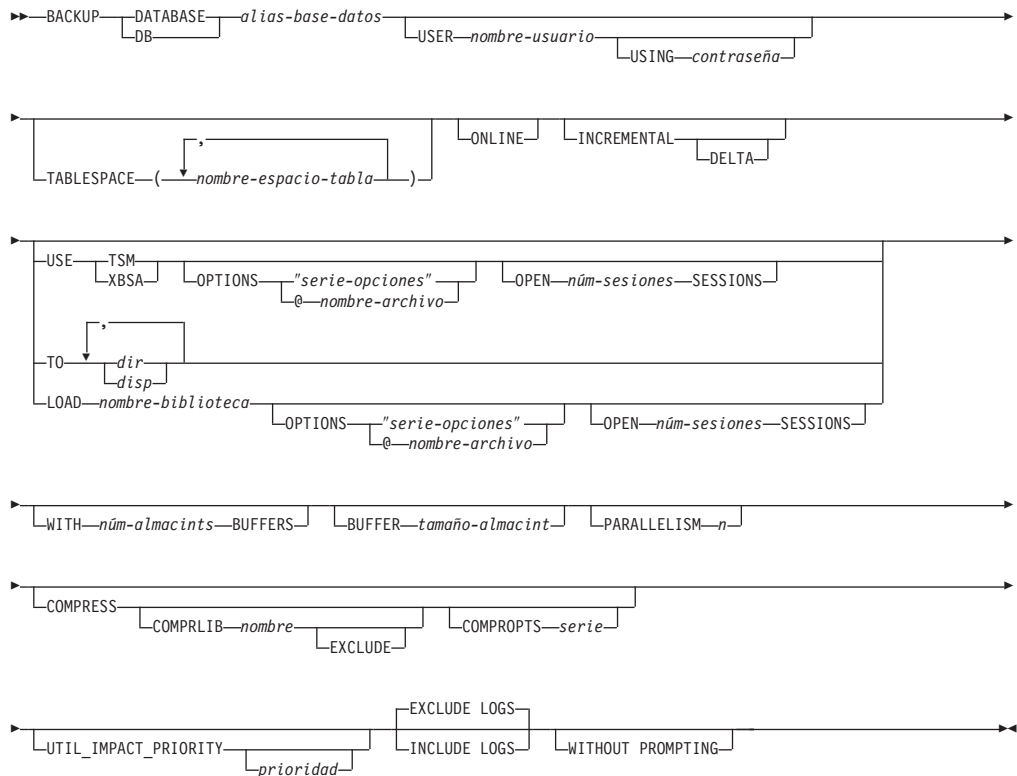 BACKUP DATABASE alias-base-datos
DB USER nombre-usuario
USING contraseña
, ONLINE INCREMENTAL
TABLESPACE ( nombre-espacio-tabla ) DELTA
USE TSM
XBSA OPTIONS "serie-opciones" OPEN núm-sesiones SESSIONS
@ nombre-archivo
,
TO dir
disp
LOAD nombre-biblioteca
OPTIONS "serie-opciones" OPEN núm-sesiones SESSIONS
@ nombre-archivo
WITH núm-almacints BUFFERS BUFFER tamaño-almacint PARALLELISM n
COMPRESS
COMPRLIB nombre COMPROPTS serie
EXCLUDE
EXCLUDE LOGS
UTIL_IMPACT_PRIORITY INCLUDE LOGS WITHOUT PROMPTING
prioridad